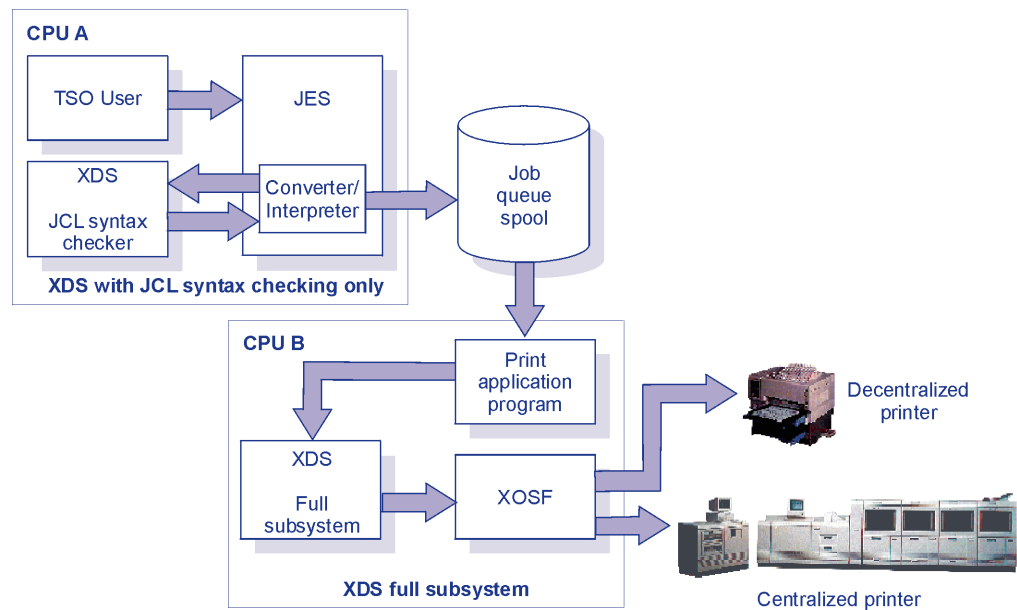 CPU A
TSO User
JES
XDS
JCL syntax
checker
Converter/
Interpreter
Job
queue
spool
XDS with JCL syntax checking only
CPU B
Print
application
program
XDS
Full
subsystem
XOSF
Decentralized
printer
XDS full subsystem
Centralized printer